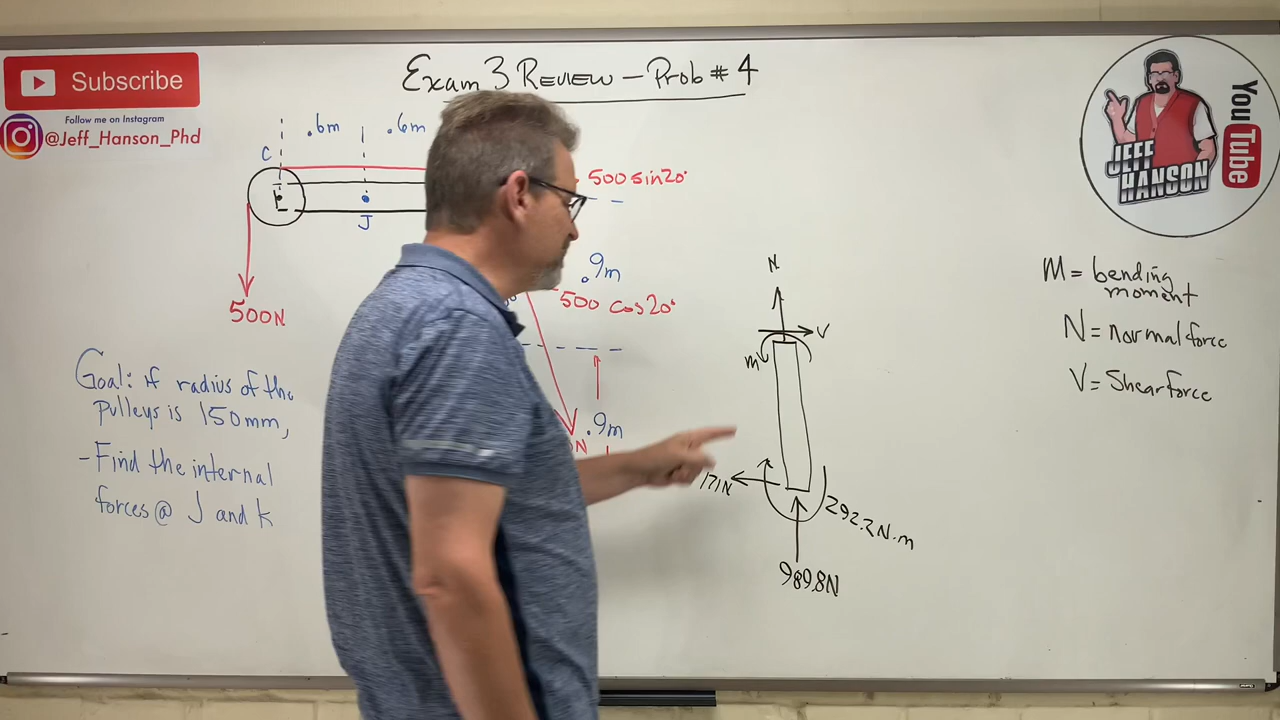 Exam 3 REVIEW - Prob # 4
Subscribe
Follow me on Instagram
@Jeff_Hanson_Phd
YouTube
JEFF
HANSON
.6m
.6m
C
J
500 sin20°
.9m
500 cos20°
500N
.9m
N
V
M
171N
292.2N.m
989.8N
M = bending
moment
N = normal force
V = Shear force
Goal: if radius of the
pulleys is 150mm,
-Find the internal
forces @ J and K